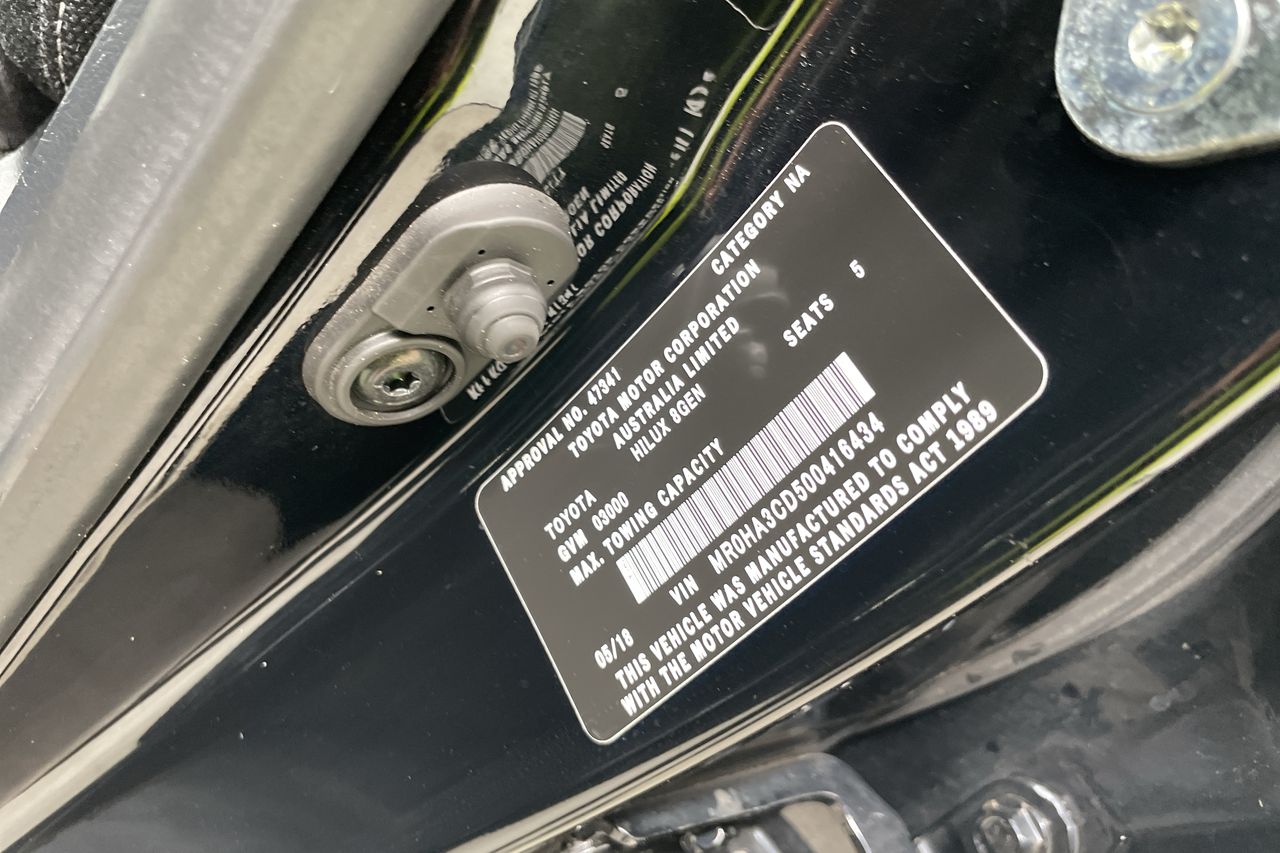 APPROVAL NO. 47341 CATEGORY NA
TOYOTA MOTOR CORPORATION
AUSTRALIA LIMITED
TOYOTA HILUX 8GEN
GVM 03000 SEATS 5
MAX. TOWING CAPACITY
VIN MR0HA3CD500416434
05/18
THIS VEHICLE WAS MANUFACTURED TO COMPLY
WITH THE MOTOR VEHICLE STANDARDS ACT 1989